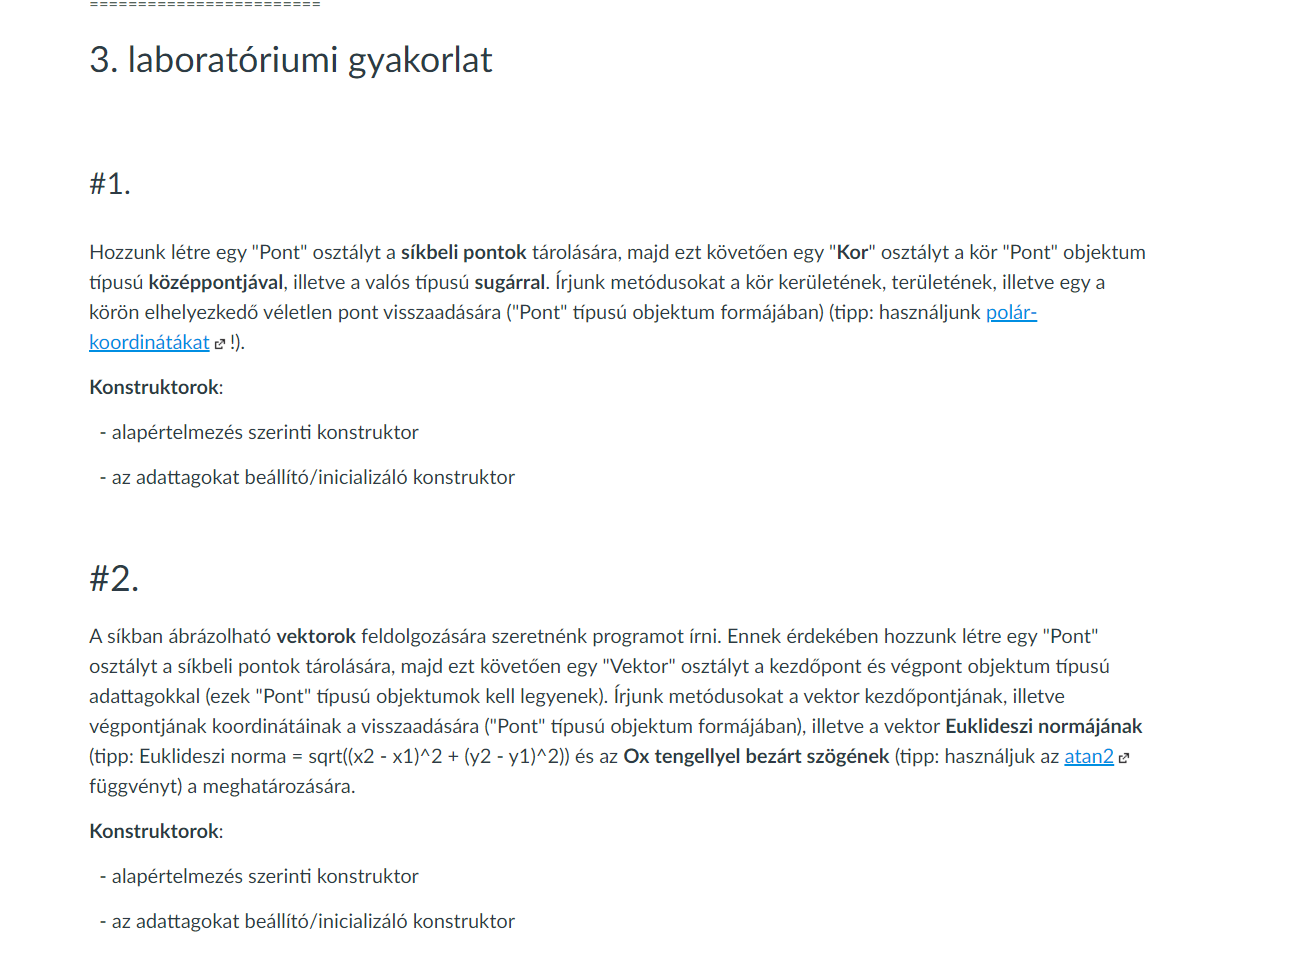 ========================
3. laboratóriumi gyakorlat
#1.
Hozzunk létre egy "Pont" osztályt a síkbeli pontok tárolására, majd ezt követően egy "Kor" osztályt a kör "Pont" objektum
típusú középpontjával, illetve a valós típusú sugárral. Írjunk metódusokat a kör kerületének, területének, illetve egy a
körön elhelyezkedő véletlen pont visszaadására ("Pont" típusú objektum formájában) (tipp: használjunk polár-
koordinátákat !).
Konstruktorok:
- alapértelmezés szerinti konstruktor
- az adattagokat beállító/inicializáló konstruktor
#2.
A síkban ábrázolható vektorok feldolgozására szeretnénk programot írni. Ennek érdekében hozzunk létre egy "Pont"
osztályt a síkbeli pontok tárolására, majd ezt követően egy "Vektor" osztályt a kezdőpont és végpont objektum típusú
adattagokkal (ezek "Pont" típusú objektumok kell legyenek). Írjunk metódusokat a vektor kezdőpontjának, illetve
végpontjának koordinátáinak a visszaadására ("Pont" típusú objektum formájában), illetve a vektor Euklideszi normájának
(tipp: Euklideszi norma = sqrt((x2 - x1)^2 + (y2 - y1)^2)) és az Ox tengellyel bezárt szögének (tipp: használjuk az atan2
függvényt) a meghatározására.
Konstruktorok:
- alapértelmezés szerinti konstruktor
- az adattagokat beállító/inicializáló konstruktor